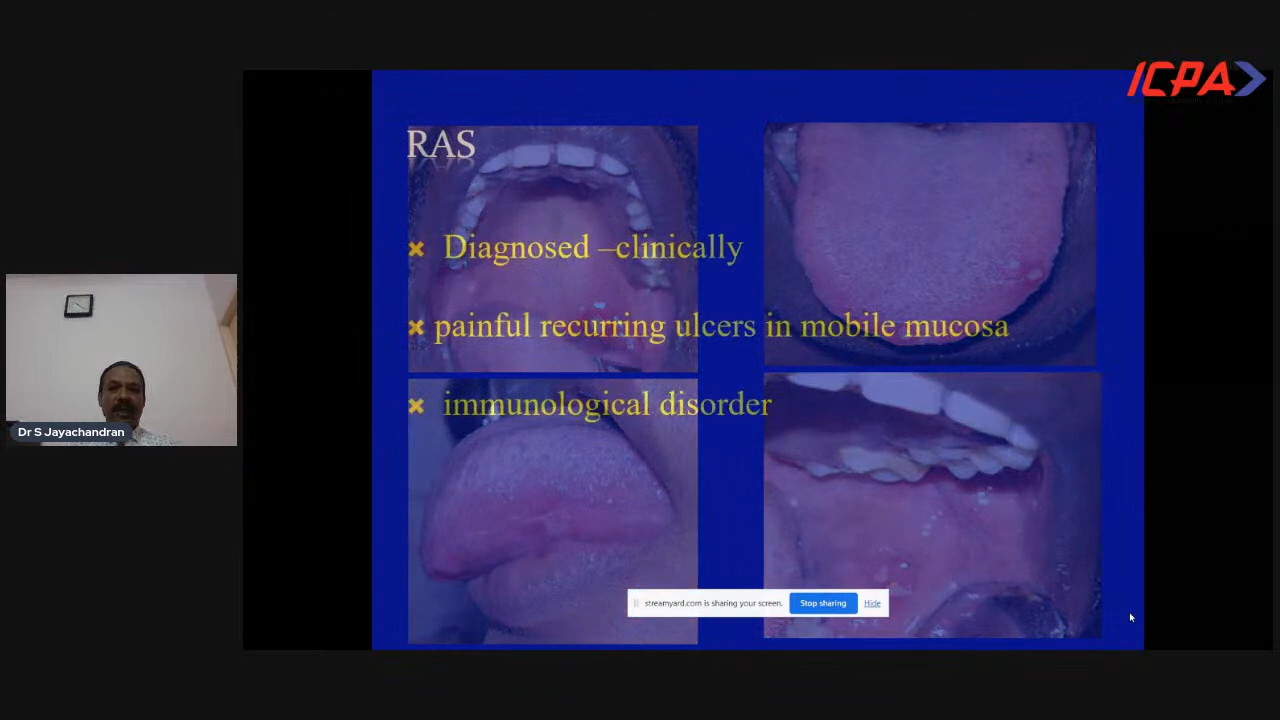 ICPA
RAS
Diagnosed –clinically
painful recurring ulcers in mobile mucosa
immunological disorder
Dr S Jayachandran
streamyard.com is sharing your screen.
Stop sharing
Hide